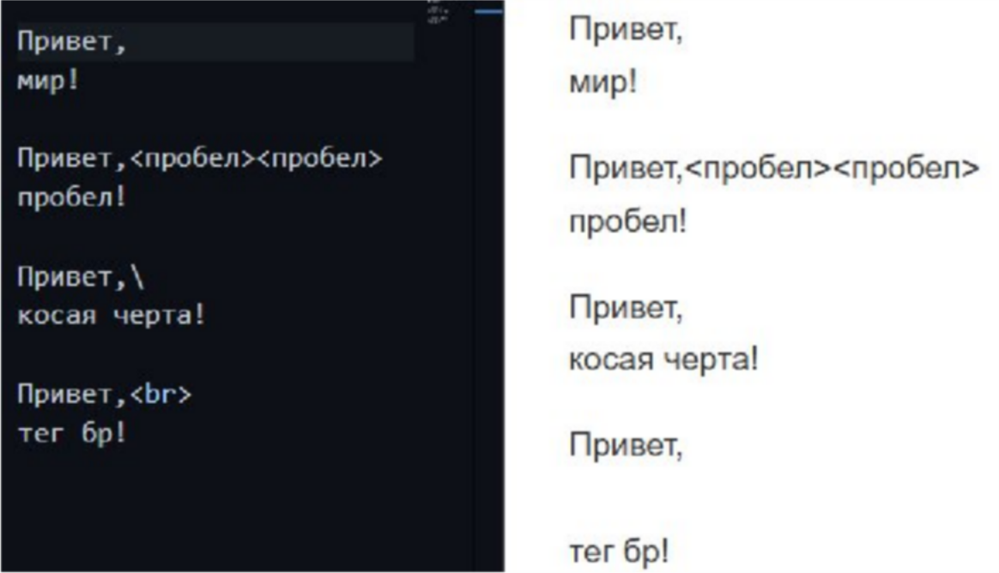 Привет,
мир!
Привет,<пробел><пробел>
пробел!
Привет,\
косая черта!
Привет,<br>
тег бр!
Привет,
мир!
Привет,<пробел><пробел>
пробел!
Привет,
косая черта!
Привет,
тег бр!